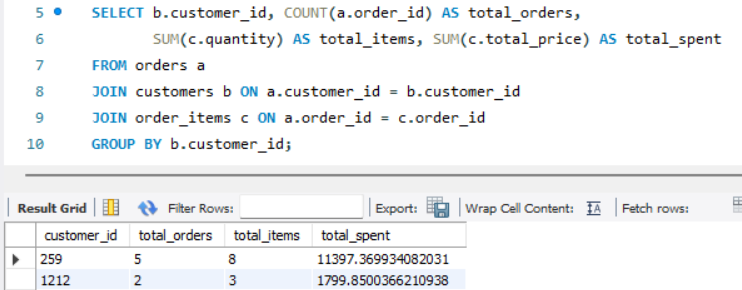 5 SELECT b.customer_id, COUNT(a.order_id) AS total_orders,
6 SUM(c.quantity) AS total_items, SUM(c.total_price) AS total_spent
7 FROM orders a
8 JOIN customers b ON a.customer_id = b.customer_id
9 JOIN order_items c ON a.order_id = c.order_id
10 GROUP BY b.customer_id;
Result Grid Filter Rows: Export: Wrap Cell Content: IA Fetch rows:
customer_id total_orders total_items total_spent
259 5 8 11397.369934082031
1212 2 3 1799.8500366210938